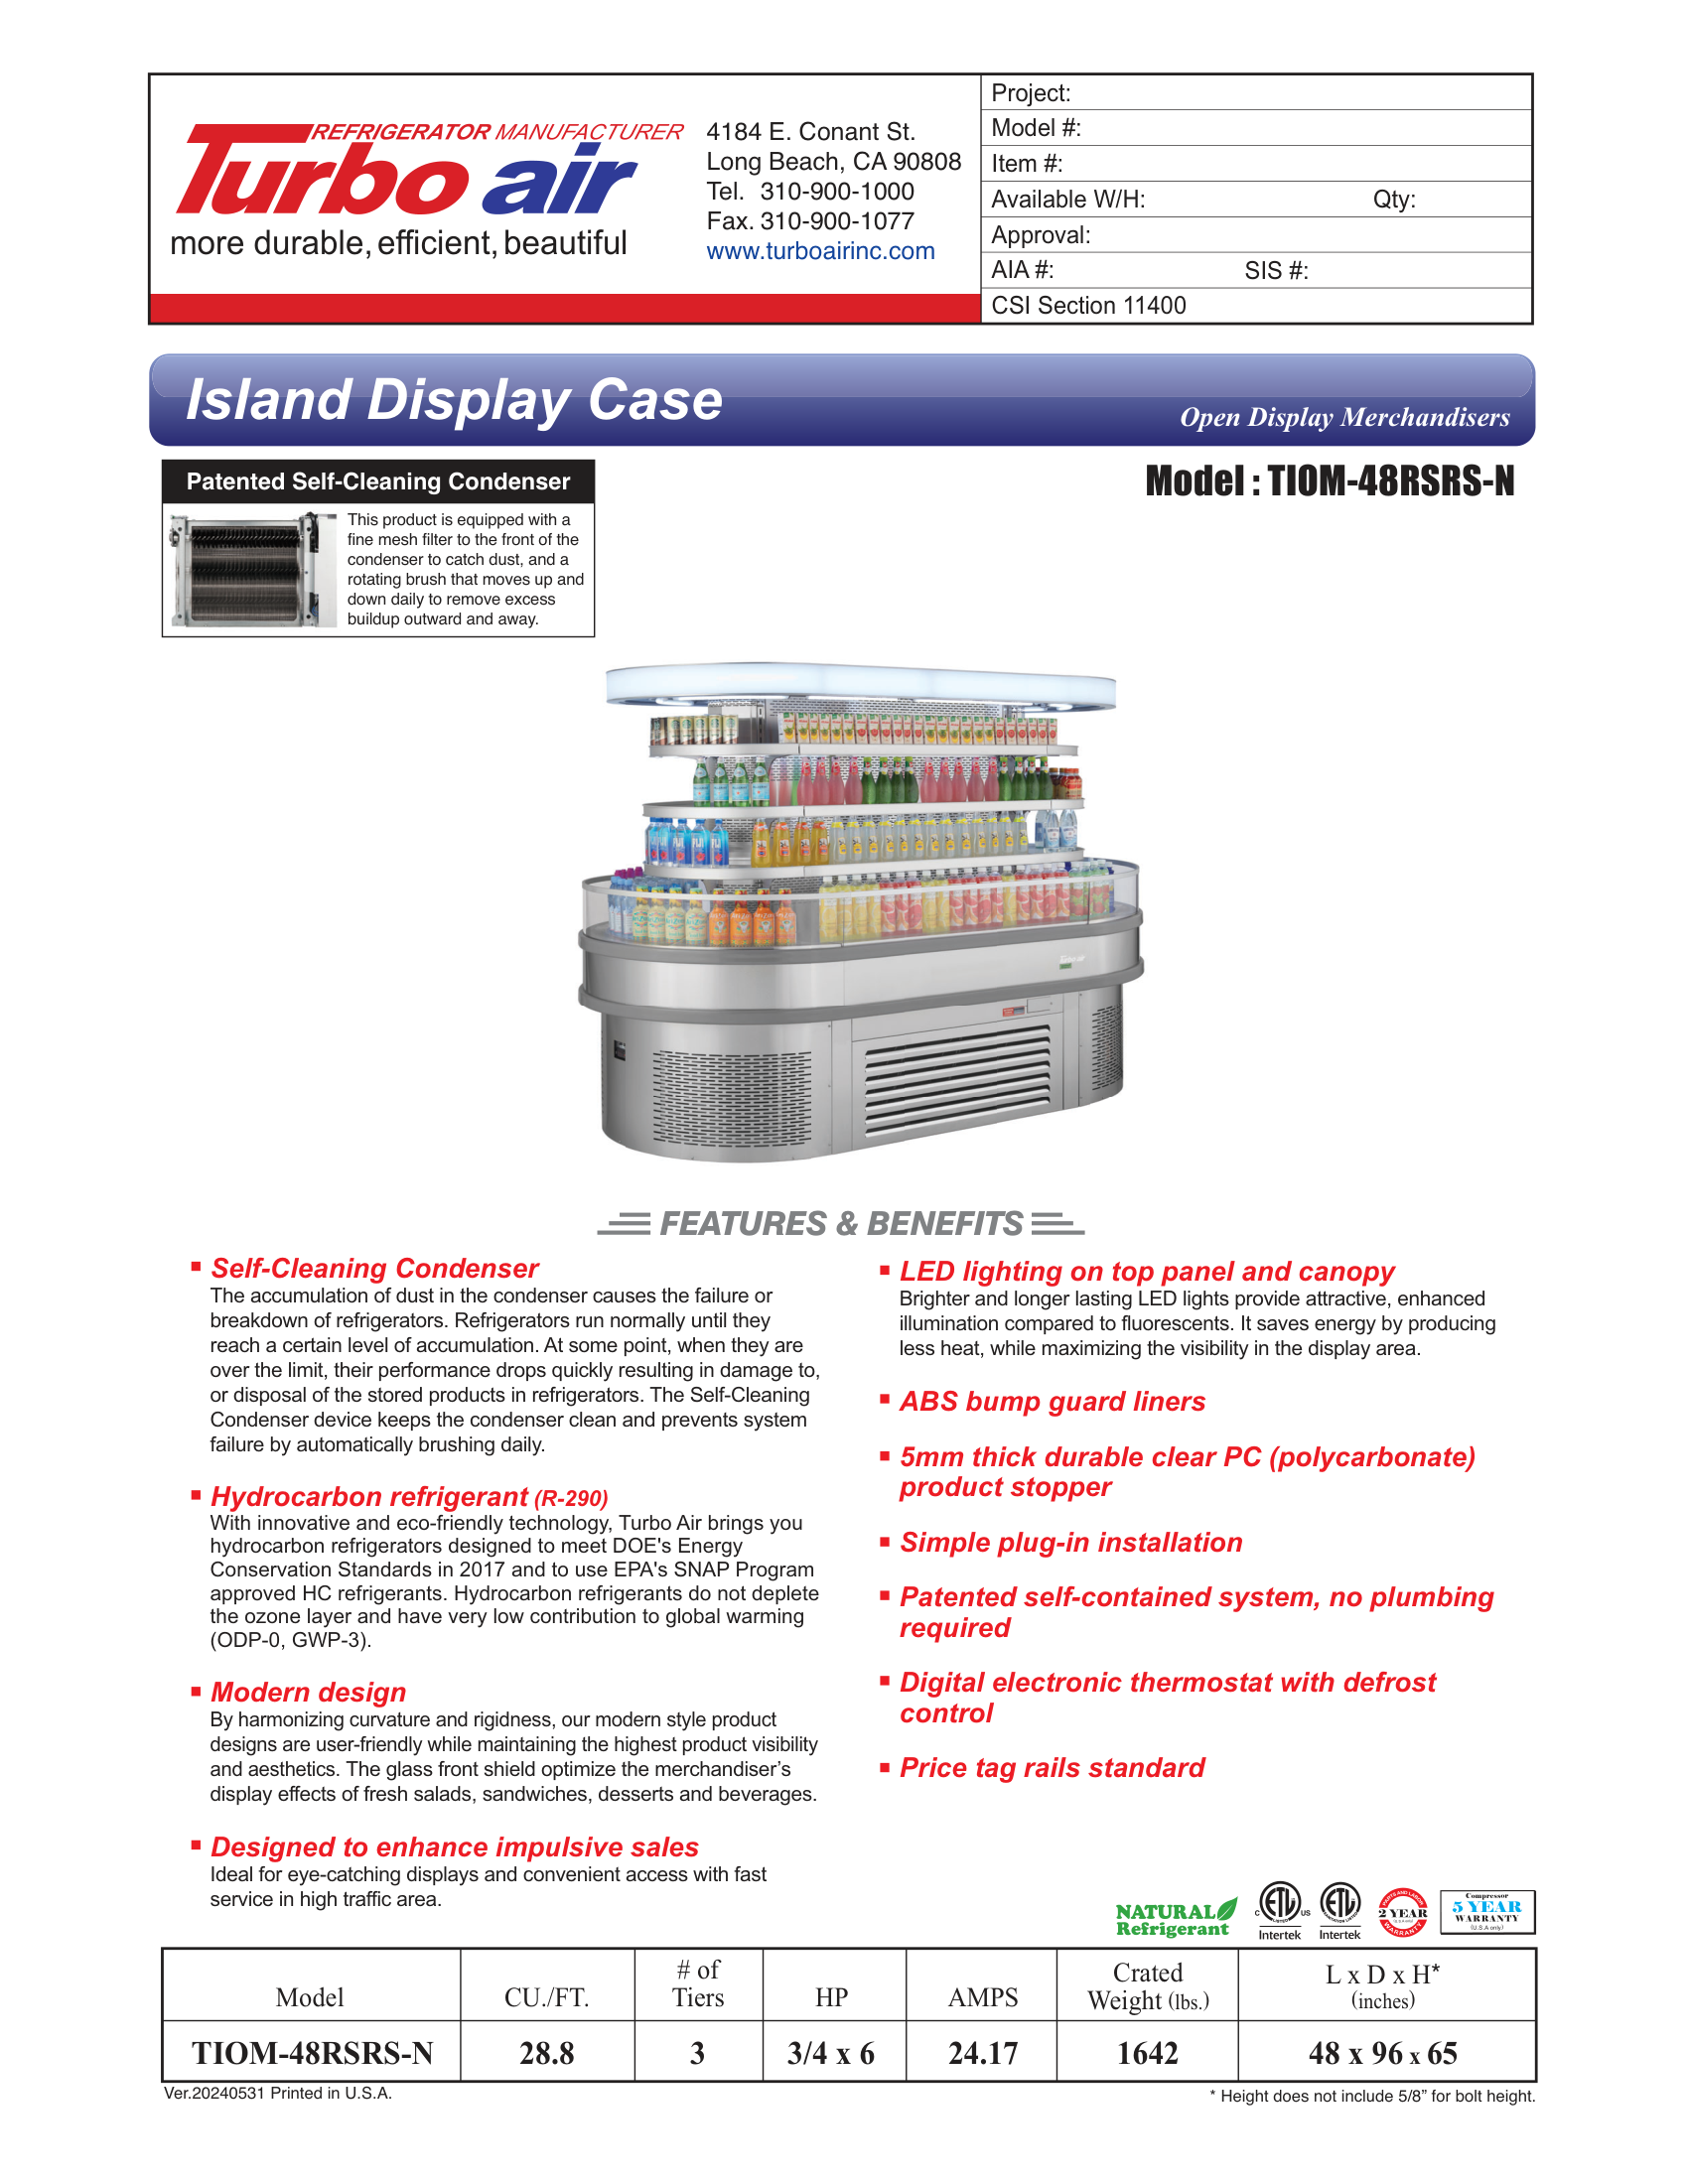 REFRIGERATOR MANUFACTURER
Turbo air
more durable, efficient, beautiful
4184 E. Conant St.
Long Beach, CA 90808
Tel. 310-900-1000
Fax. 310-900-1077
www.turboairinc.com
Project:
Model #:
Item #:
Available W/H: Qty:
Approval:
AIA #: SIS #:
CSI Section 11400
Island Display Case
Open Display Merchandisers
Patented Self-Cleaning Condenser
This product is equipped with a
fine mesh filter to the front of the
condenser to catch dust, and a
rotating brush that moves up and
down daily to remove excess
buildup outward and away.
Model : TIOM-48RSRS-N
Turbo air
FEATURES & BENEFITS
Self-Cleaning Condenser
The accumulation of dust in the condenser causes the failure or
breakdown of refrigerators. Refrigerators run normally until they
reach a certain level of accumulation. At some point, when they are
over the limit, their performance drops quickly resulting in damage to,
or disposal of the stored products in refrigerators. The Self-Cleaning
Condenser device keeps the condenser clean and prevents system
failure by automatically brushing daily.
Hydrocarbon refrigerant (R-290)
With innovative and eco-friendly technology, Turbo Air brings you
hydrocarbon refrigerators designed to meet DOE's Energy
Conservation Standards in 2017 and to use EPA's SNAP Program
approved HC refrigerants. Hydrocarbon refrigerants do not deplete
the ozone layer and have very low contribution to global warming
(ODP-0, GWP-3).
Modern design
By harmonizing curvature and rigidness, our modern style product
designs are user-friendly while maintaining the highest product visibility
and aesthetics. The glass front shield optimize the merchandiser's
display effects of fresh salads, sandwiches, desserts and beverages.
Designed to enhance impulsive sales
Ideal for eye-catching displays and convenient access with fast
service in high traffic area.
LED lighting on top panel and canopy
Brighter and longer lasting LED lights provide attractive, enhanced
illumination compared to fluorescents. It saves energy by producing
less heat, while maximizing the visibility in the display area.
ABS bump guard liners
5mm thick durable clear PC (polycarbonate)
product stopper
Simple plug-in installation
Patented self-contained system, no plumbing
required
Digital electronic thermostat with defrost
control
Price tag rails standard
NATURAL
Refrigerant
C ETL US
LISTED
Intertek
ETL
Intertek
PARTS AND LABOR
2 YEAR
WARRANTY
Compressor
5 YEAR
WARRANTY
(U.S.A only)
Model CU./FT. # of Tiers HP AMPS Crated Weight (lbs.) L x D x H* (inches)
TIOM-48RSRS-N 28.8 3 3/4 x 6 24.17 1642 48 x 96 x 65
Ver.20240531 Printed in U.S.A.
* Height does not include 5/8” for bolt height.